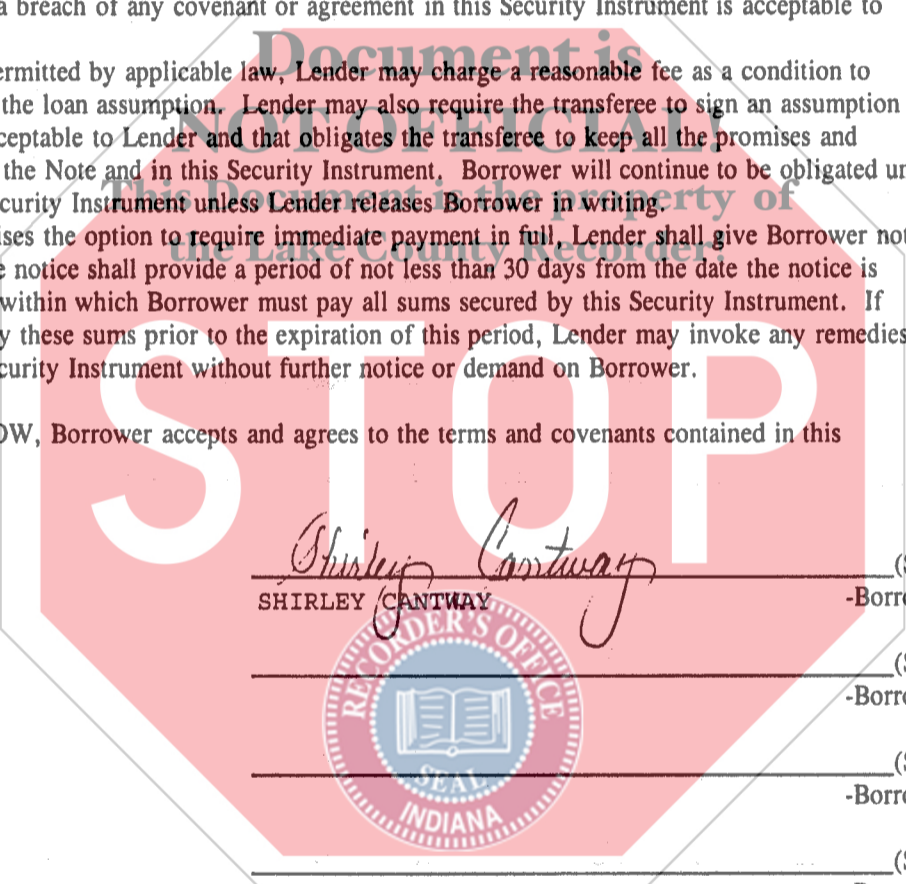 a breach of any covenant or agreement in this Security Instrument is acceptable to
Document is
ermitted by applicable law, Lender may charge a reasonable fee as a condition to
the loan assumption. Lender may also require the transferee to sign an assumption
NOT OFFICIAL!
cceptable to Lender and that obligates the transferee to keep all the promises and
the Note and in this Security Instrument. Borrower will continue to be obligated un
This Document is the property of
curity Instrument unless Lender releases Borrower in writing.
ises the option to require immediate payment in full, Lender shall give Borrower not
the Lake County Recorder!
e notice shall provide a period of not less than 30 days from the date the notice is
within which Borrower must pay all sums secured by this Security Instrument. If
y these sums prior to the expiration of this period, Lender may invoke any remedies
curity Instrument without further notice or demand on Borrower.
STOP
OW, Borrower accepts and agrees to the terms and covenants contained in this
Shirley Cantway
(S
SHIRLEY CANTWAY -Borro
RECORDER'S OFFICE
(S
-Borro
SEAL
(S
-Borro
INDIANA
(S